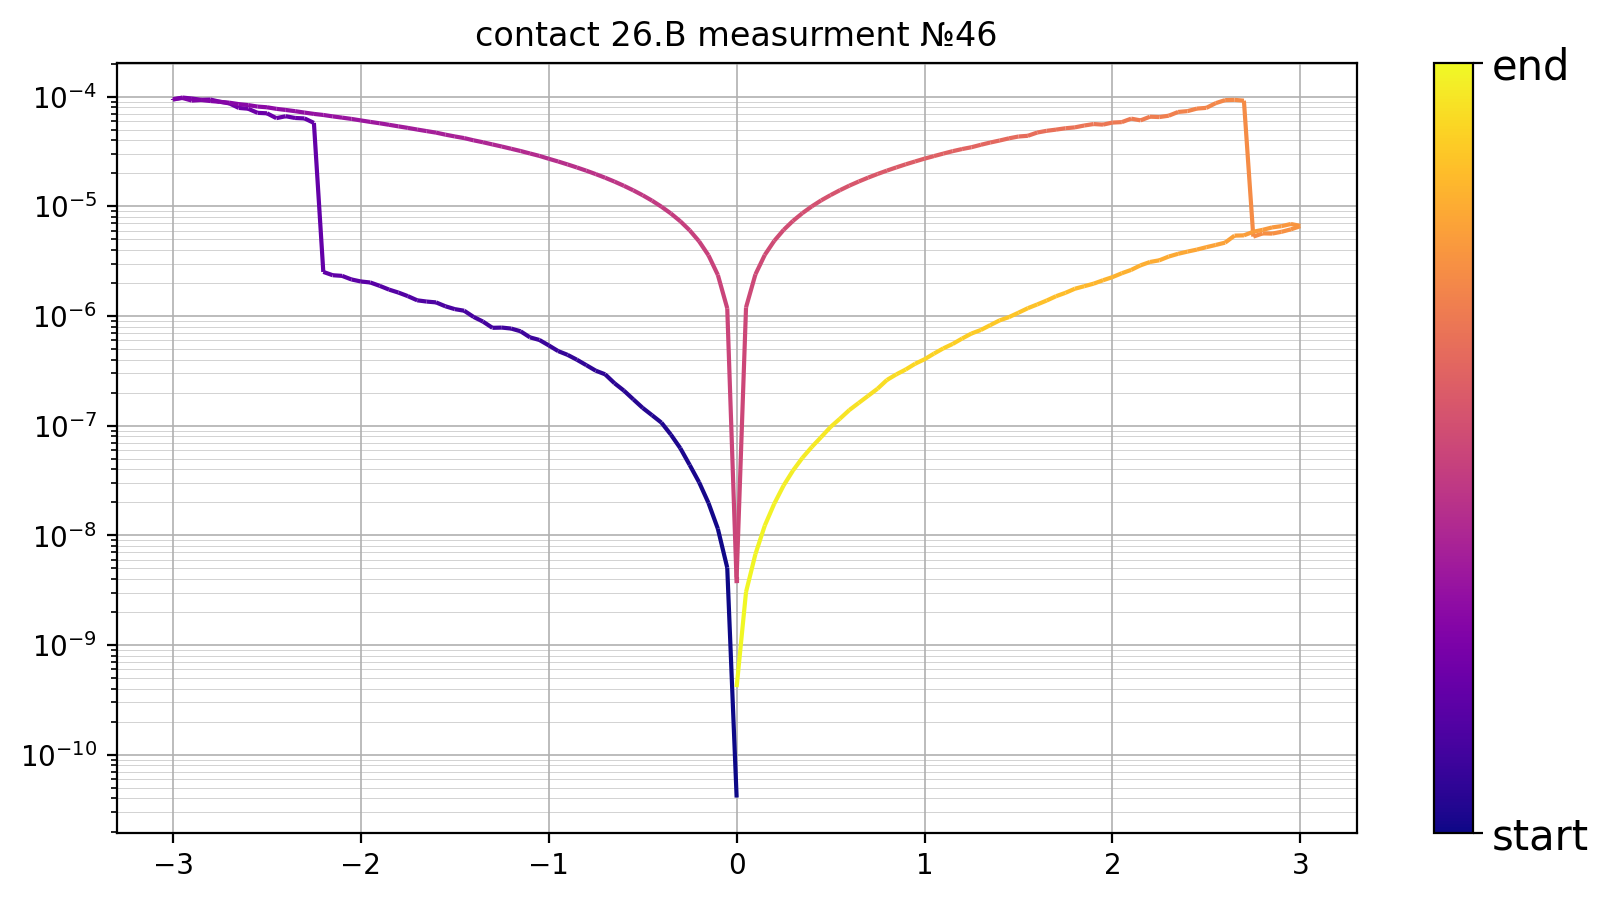 contact 26.B measurment №46
10⁻⁴
10⁻⁵
10⁻⁶
10⁻⁷
10⁻⁸
10⁻⁹
10⁻¹⁰
−3 −2 −1 0 1 2 3
end
start